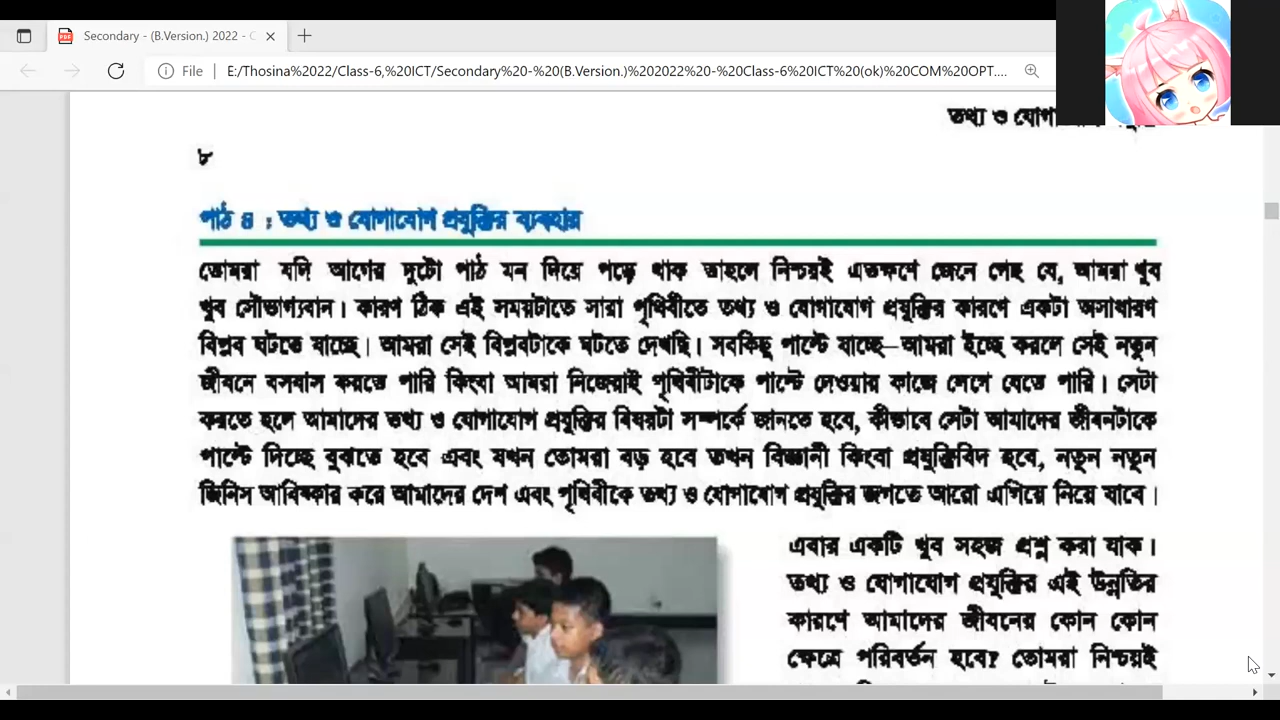 Secondary - (B.Version.) 2022 - C
File
E:/Thosina%2022/Class-6,%20ICT/Secondary%20-%20(B.Version.)%202022%20-%20Class-6%20ICT%20(ok)%20COM%20OPT....
তথ্য ও
৮
পাঠ ৪ : তথ্য ও যোগাযোগ প্রযুক্তির ব্যবহার
তোমরা যদি আগের দুটো পাঠ মন দিয়ে পড়ে থাক তাহলে নিশ্চয়ই এতক্ষণে জেনে গেছ যে, আমরা খুব
খুব সৌভাগ্যবান। কারণ ঠিক এই সময়টাতে সারা পৃথিবীতে তথ্য ও যোগাযোগ প্রযুক্তির কারণে একটা অসাধারণ
বিপ্লব ঘটতে যাচ্ছে। আমরা সেই বিপ্লবটাকে ঘটতে দেখছি। সবকিছু পাল্টে যাচ্ছে—আমরা ইচ্ছে করলে সেই নতুন
জীবনে বসবাস করতে পারি কিংবা আমরা নিজেরাই পৃথিবীটাকে পাল্টে দেওয়ার কাজে লেগে যেতে পারি। সেটা
করতে হলে আমাদের তথ্য ও যোগাযোগ প্রযুক্তির বিষয়টা সম্পর্কে জানতে হবে, কীভাবে সেটা আমাদের জীবনটাকে
পাল্টে দিচ্ছে বুঝতে হবে এবং যখন তোমরা বড় হবে তখন বিজ্ঞানী কিংবা প্রযুক্তিবিদ হবে, নতুন নতুন
জিনিস আবিষ্কার করে আমাদের দেশ এবং পৃথিবীকে তথ্য ও যোগাযোগ প্রযুক্তির জগতে আরো এগিয়ে নিয়ে যাবে।
এবার একটি খুব সহজ প্রশ্ন করা যাক।
তথ্য ও যোগাযোগ প্রযুক্তির এই উন্নতির
কারণে আমাদের জীবনের কোন কোন
ক্ষেত্রে পরিবর্তন হবে? তোমরা নিশ্চয়ই